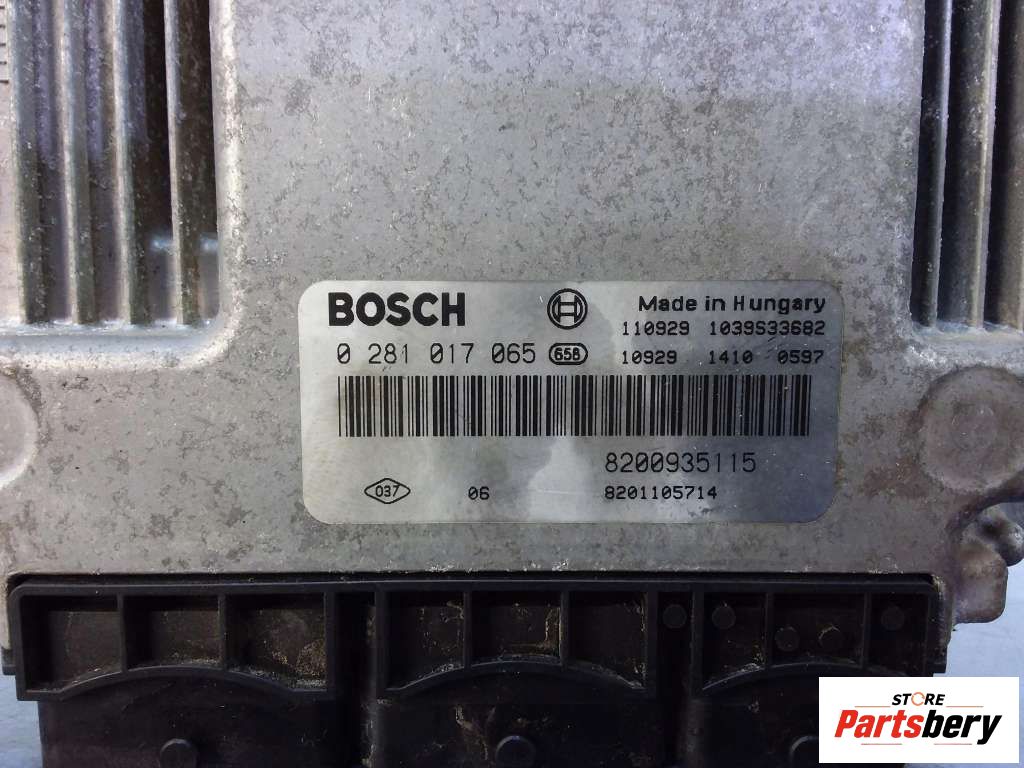 BOSCH
Made in Hungary
110929 1039S33682
0 281 017 065 658 10929 1410 0597
8200935115
037 06 8201105714
STORE
Partsbery